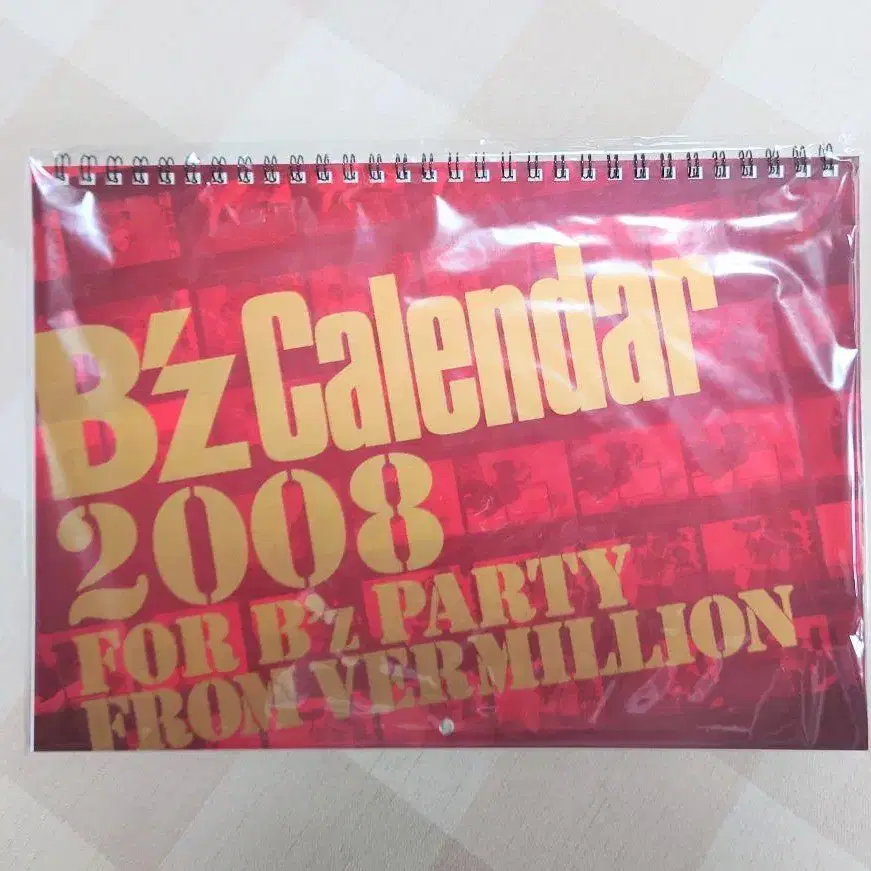 B'z Calendar
2008
FOR B'z PARTY
FROM VERMILLION